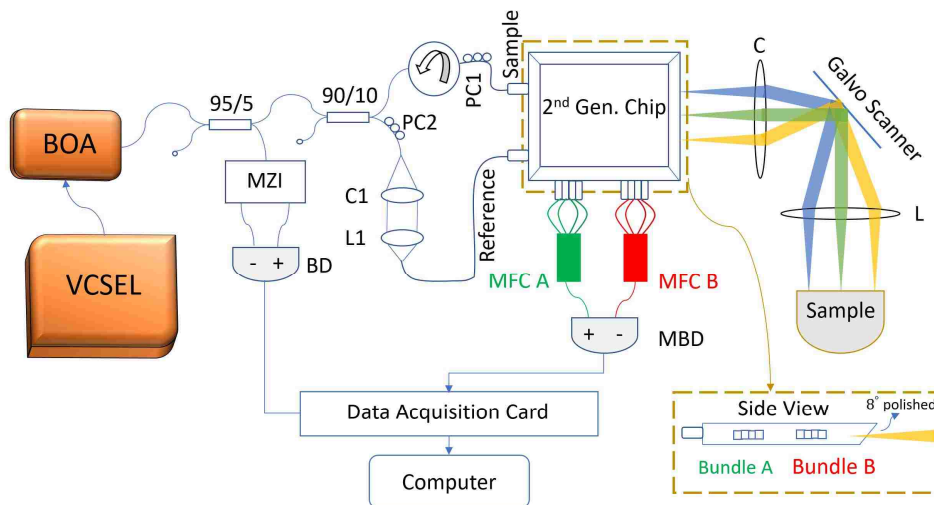 BOA
VCSEL
95/5
90/10
MZI
- +
BD
PC2
C1
L1
PC1
Sample
Reference
2nd Gen. Chip
MFC A
MFC B
+ -
MBD
C
Galvo Scanner
L
Sample
Data Acquisition Card
Computer
Side View
8° polished
Bundle A
Bundle B